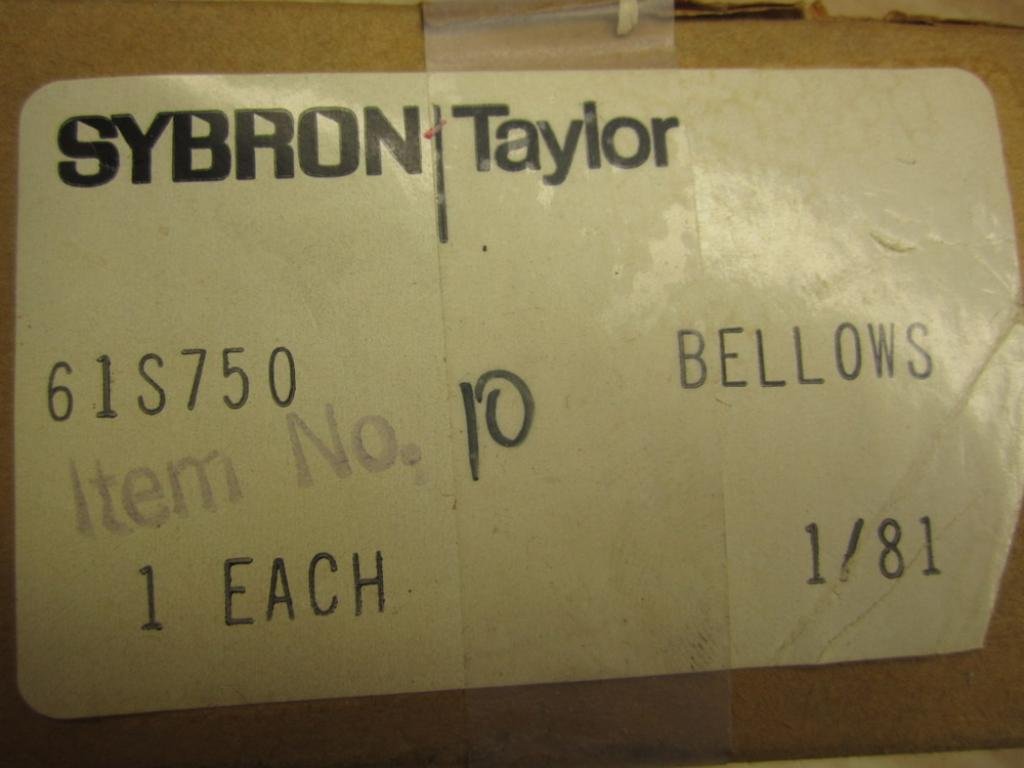 SYBRON | Taylor
61S750 BELLOWS
Item No. 10
1 EACH 1/81